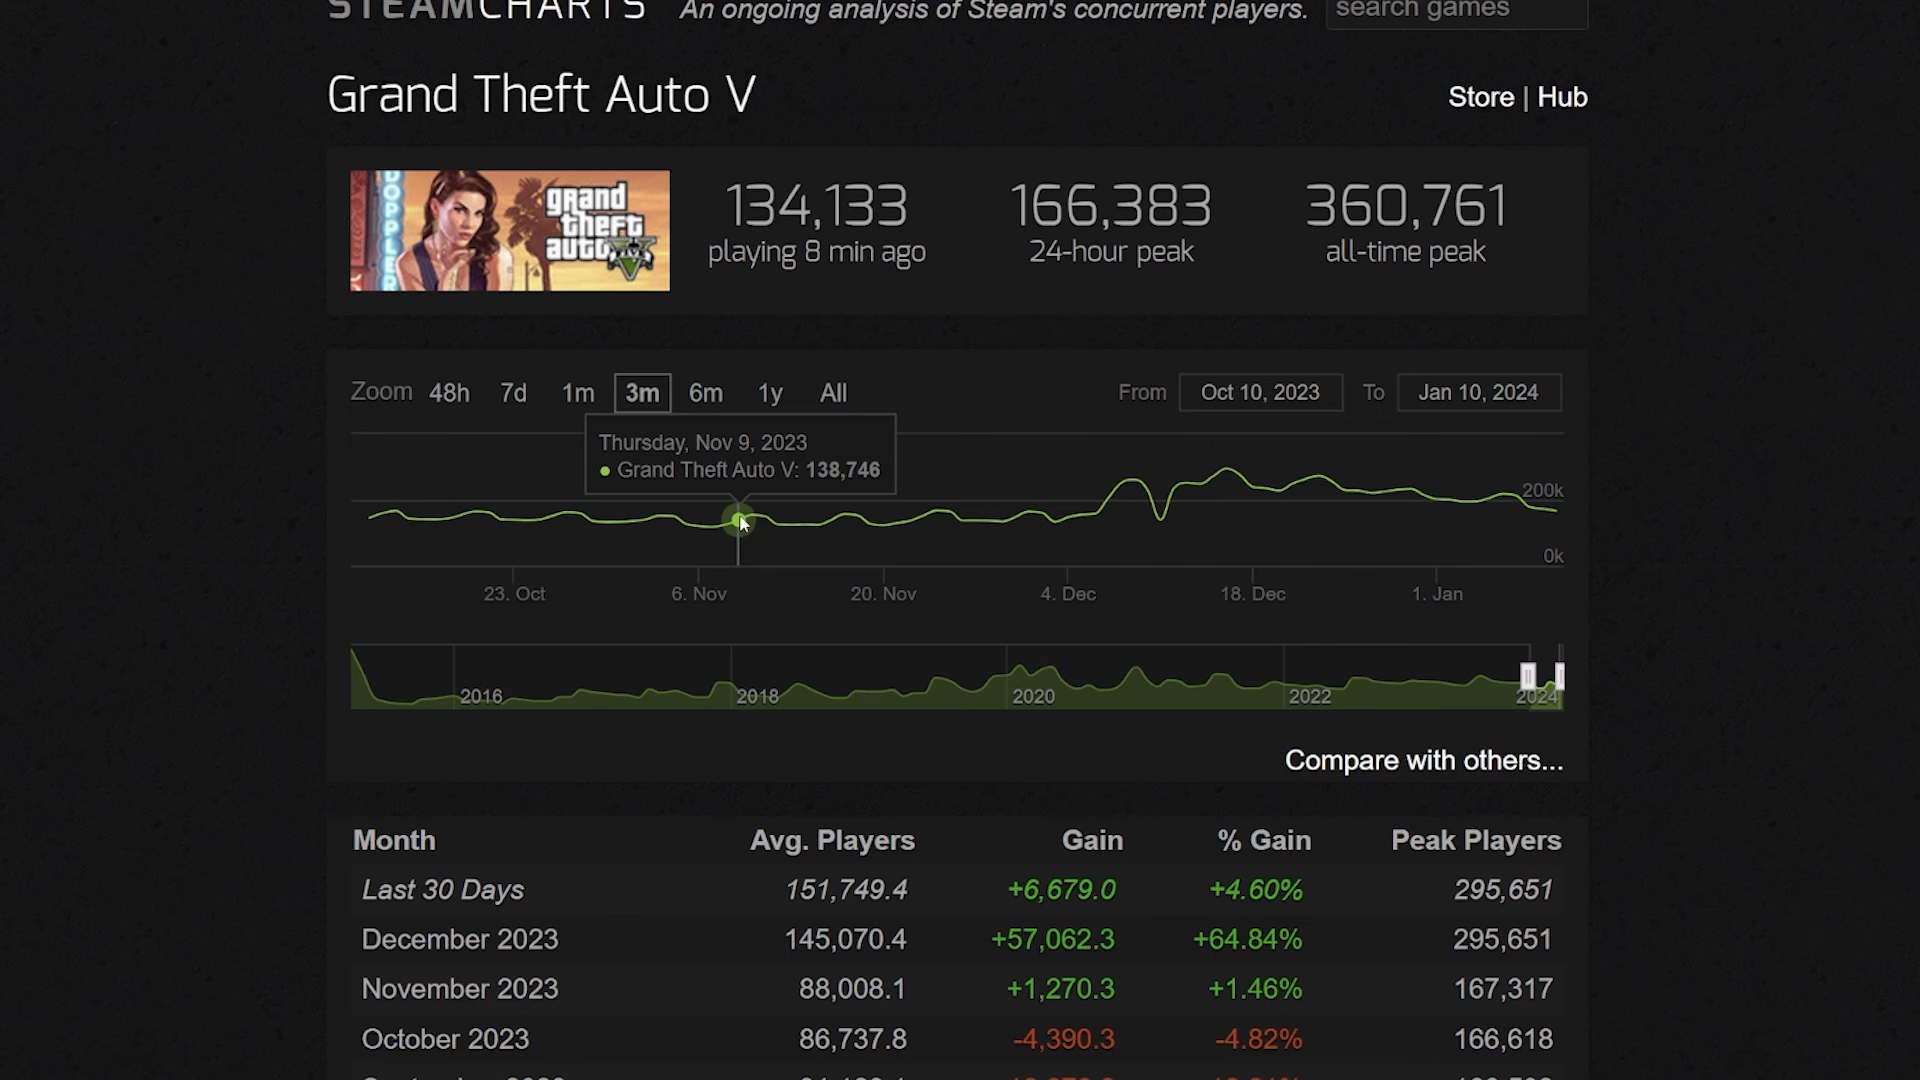 STEAMCHARTS An ongoing analysis of Steam's concurrent players. search games
Grand Theft Auto V
Store | Hub
DOPPLER
grand
theft
auto V
134,133
playing 8 min ago
166,383
24-hour peak
360,761
all-time peak
Zoom 48h 7d 1m 3m 6m 1y All
From Oct 10, 2023 To Jan 10, 2024
Thursday, Nov 9, 2023
Grand Theft Auto V: 138,746
200k
0k
23. Oct 6. Nov 20. Nov 4. Dec 18. Dec 1. Jan
2016 2018 2020 2022 2024
Compare with others...
Month Avg. Players Gain % Gain Peak Players
Last 30 Days 151,749.4 +6,679.0 +4.60% 295,651
December 2023 145,070.4 +57,062.3 +64.84% 295,651
November 2023 88,008.1 +1,270.3 +1.46% 167,317
October 2023 86,737.8 -4,390.3 -4.82% 166,618